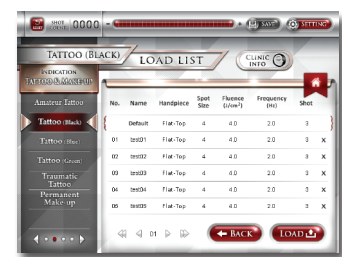 SHOT
0000
SAVE
SETTING
TATTOO (BLACK)
LOAD LIST
CLINIC
INFO
INDICATION
TATTOO & MAKE-UP
Amateur Tattoo
Tattoo (Black)
Tattoo (Blue)
Tattoo (Green)
Traumatic
Tattoo
Permanent
Make-up
No. Name Handpiece Spot Size Fluence (J/cm²) Frequency (Hz) Shot
Default Flat-Top 4 4.0 2.0 3
01 test01 Flat-Top 4 4.0 2.0 3 X
02 test02 Flat-Top 4 4.0 2.0 3 X
03 test03 Flat-Top 4 4.0 2.0 3 X
04 test04 Flat-Top 4 4.0 2.0 3 X
05 test05 Flat-Top 4 4.0 2.0 3 X
01
BACK
LOAD